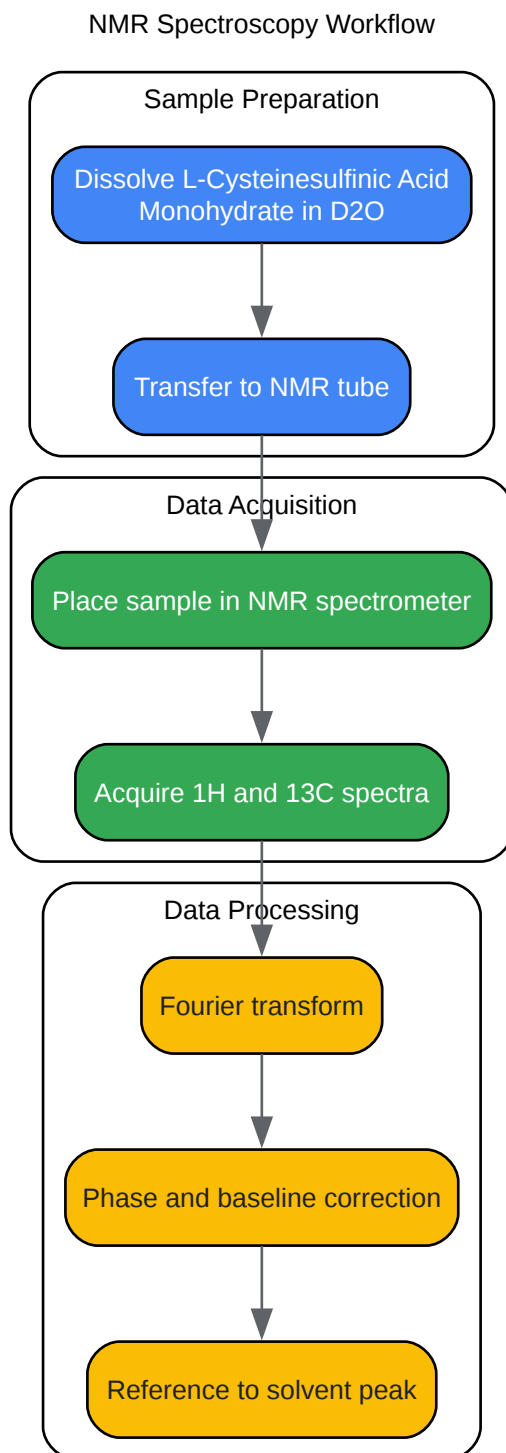 NMR Spectroscopy Workflow
Sample Preparation
Dissolve L-Cysteinesulfinic Acid
Monohydrate in D2O
Transfer to NMR tube
Data Acquisition
Place sample in NMR spectrometer
Acquire 1H and 13C spectra
Data Processing
Fourier transform
Phase and baseline correction
Reference to solvent peak